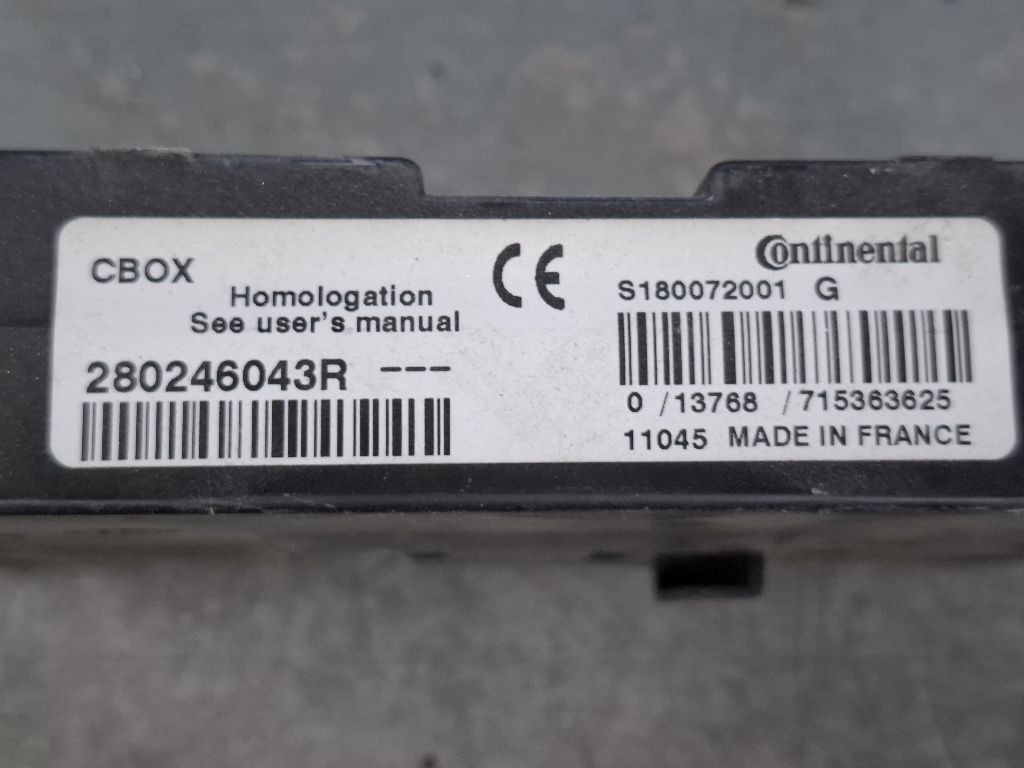 CBOX
Homologation
See user's manual
280246043R ---
CE
Continental
S180072001 G
0 /13768 /715363625
11045 MADE IN FRANCE